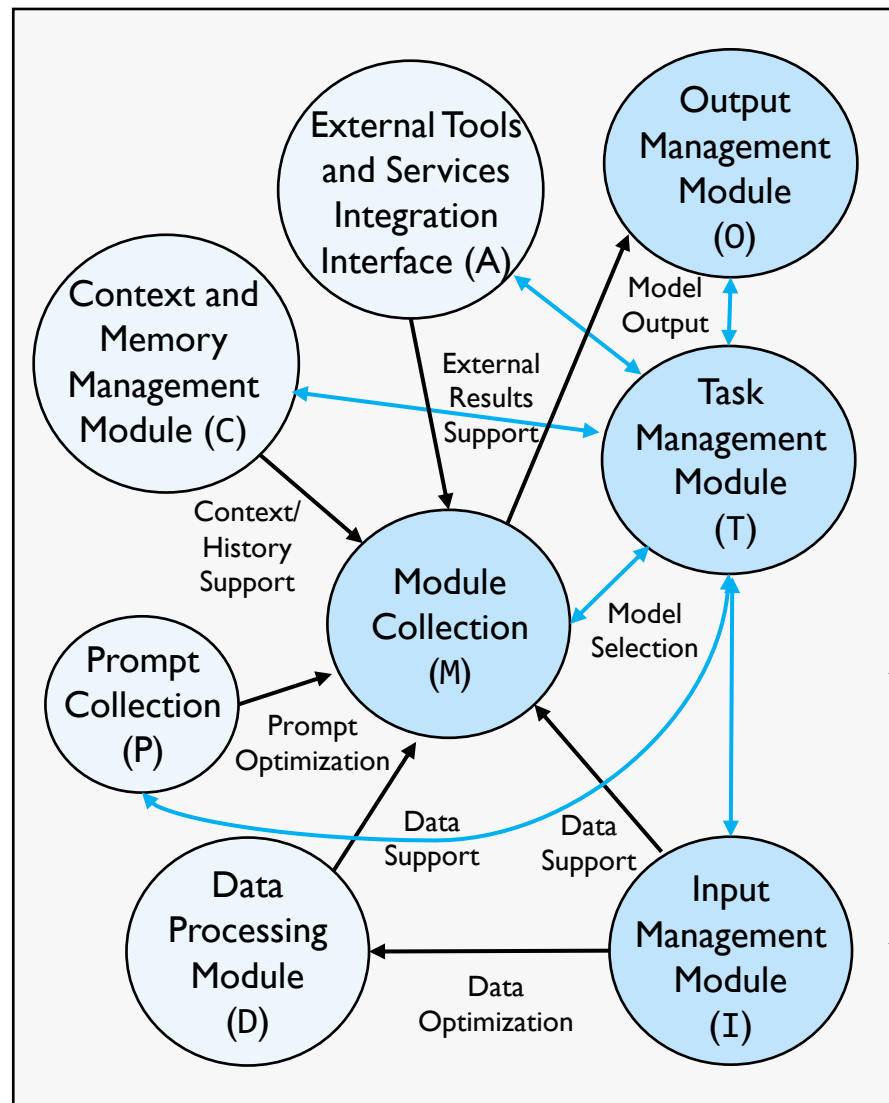 External Tools
and Services
Integration
Interface (A)
Output
Management
Module
(O)
Context and
Memory
Management
Module (C)
Model
Output
External
Results
Support
Task
Management
Module
(T)
Context/
History
Support
Module
Collection
(M)
Model
Selection
Prompt
Collection
(P)
Prompt
Optimization
Data
Support
Data
Support
Data
Processing
Module
(D)
Input
Management
Module
(I)
Data
Optimization